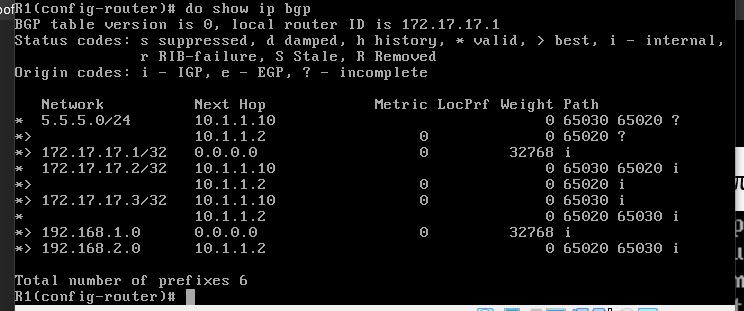 R1(config-router)# do show ip bgp
BGP table version is 0, local router ID is 172.17.17.1
Status codes: s suppressed, d damped, h history, * valid, > best, i - internal,
              r RIB-failure, S Stale, R Removed
Origin codes: i - IGP, e - EGP, ? - incomplete

   Network          Next Hop            Metric LocPrf Weight Path
*  5.5.5.0/24       10.1.1.10                              0 65030 65020 ?
*>                  10.1.1.2                 0             0 65020 ?
*> 172.17.17.1/32   0.0.0.0                  0         32768 i
*  172.17.17.2/32   10.1.1.10                              0 65030 65020 i
*>                  10.1.1.2                 0             0 65020 i
*> 172.17.17.3/32   10.1.1.10                0             0 65030 i
*                   10.1.1.2                               0 65020 65030 i
*> 192.168.1.0      0.0.0.0                  0         32768 i
*> 192.168.2.0      10.1.1.2                               0 65020 65030 i

Total number of prefixes 6
R1(config-router)#